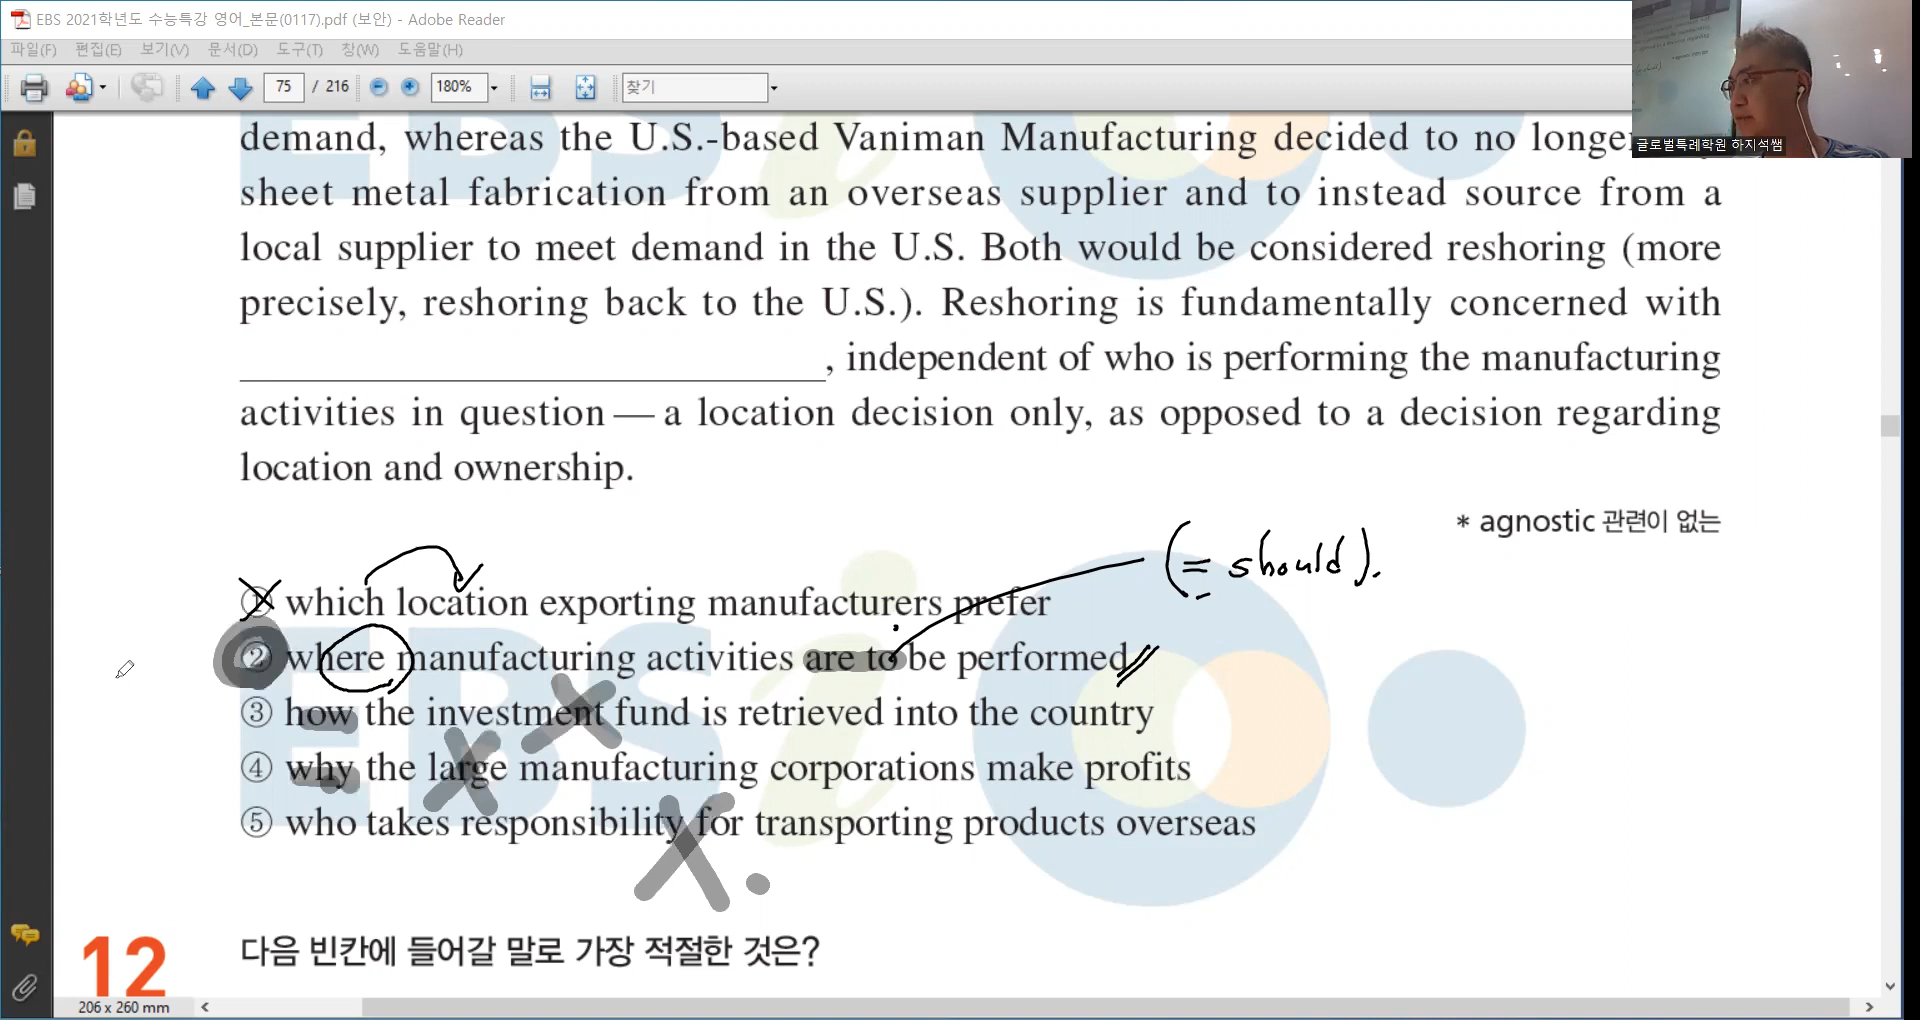 EBS 2021학년도 수능특강 영어_본문(0117).pdf (보안) - Adobe Reader
파일(F) 편집(E) 보기(V) 문서(D) 도구(T) 창(W) 도움말(H)
75 / 216 180% 찾기
글로벌특례학원 하지석쌤
demand, whereas the U.S.-based Vaniman Manufacturing decided to no longer
sheet metal fabrication from an overseas supplier and to instead source from a
local supplier to meet demand in the U.S. Both would be considered reshoring (more
precisely, reshoring back to the U.S.). Reshoring is fundamentally concerned with
, independent of who is performing the manufacturing
activities in question — a location decision only, as opposed to a decision regarding
location and ownership.
* agnostic 관련이 없는
(= should).
① which location exporting manufacturers prefer
② where manufacturing activities are to be performed
③ how the investment fund is retrieved into the country
④ why the large manufacturing corporations make profits
⑤ who takes responsibility for transporting products overseas
12 다음 빈칸에 들어갈 말로 가장 적절한 것은?
206 x 260 mm